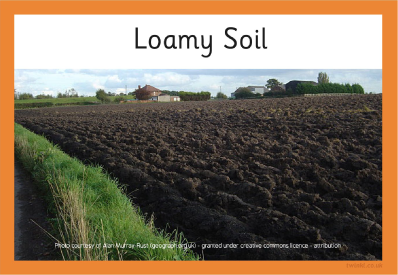 Loamy Soil
Photo courtesy of Alan Murray-Rust (geograph.org.uk) - granted under creative commons licence - attribution